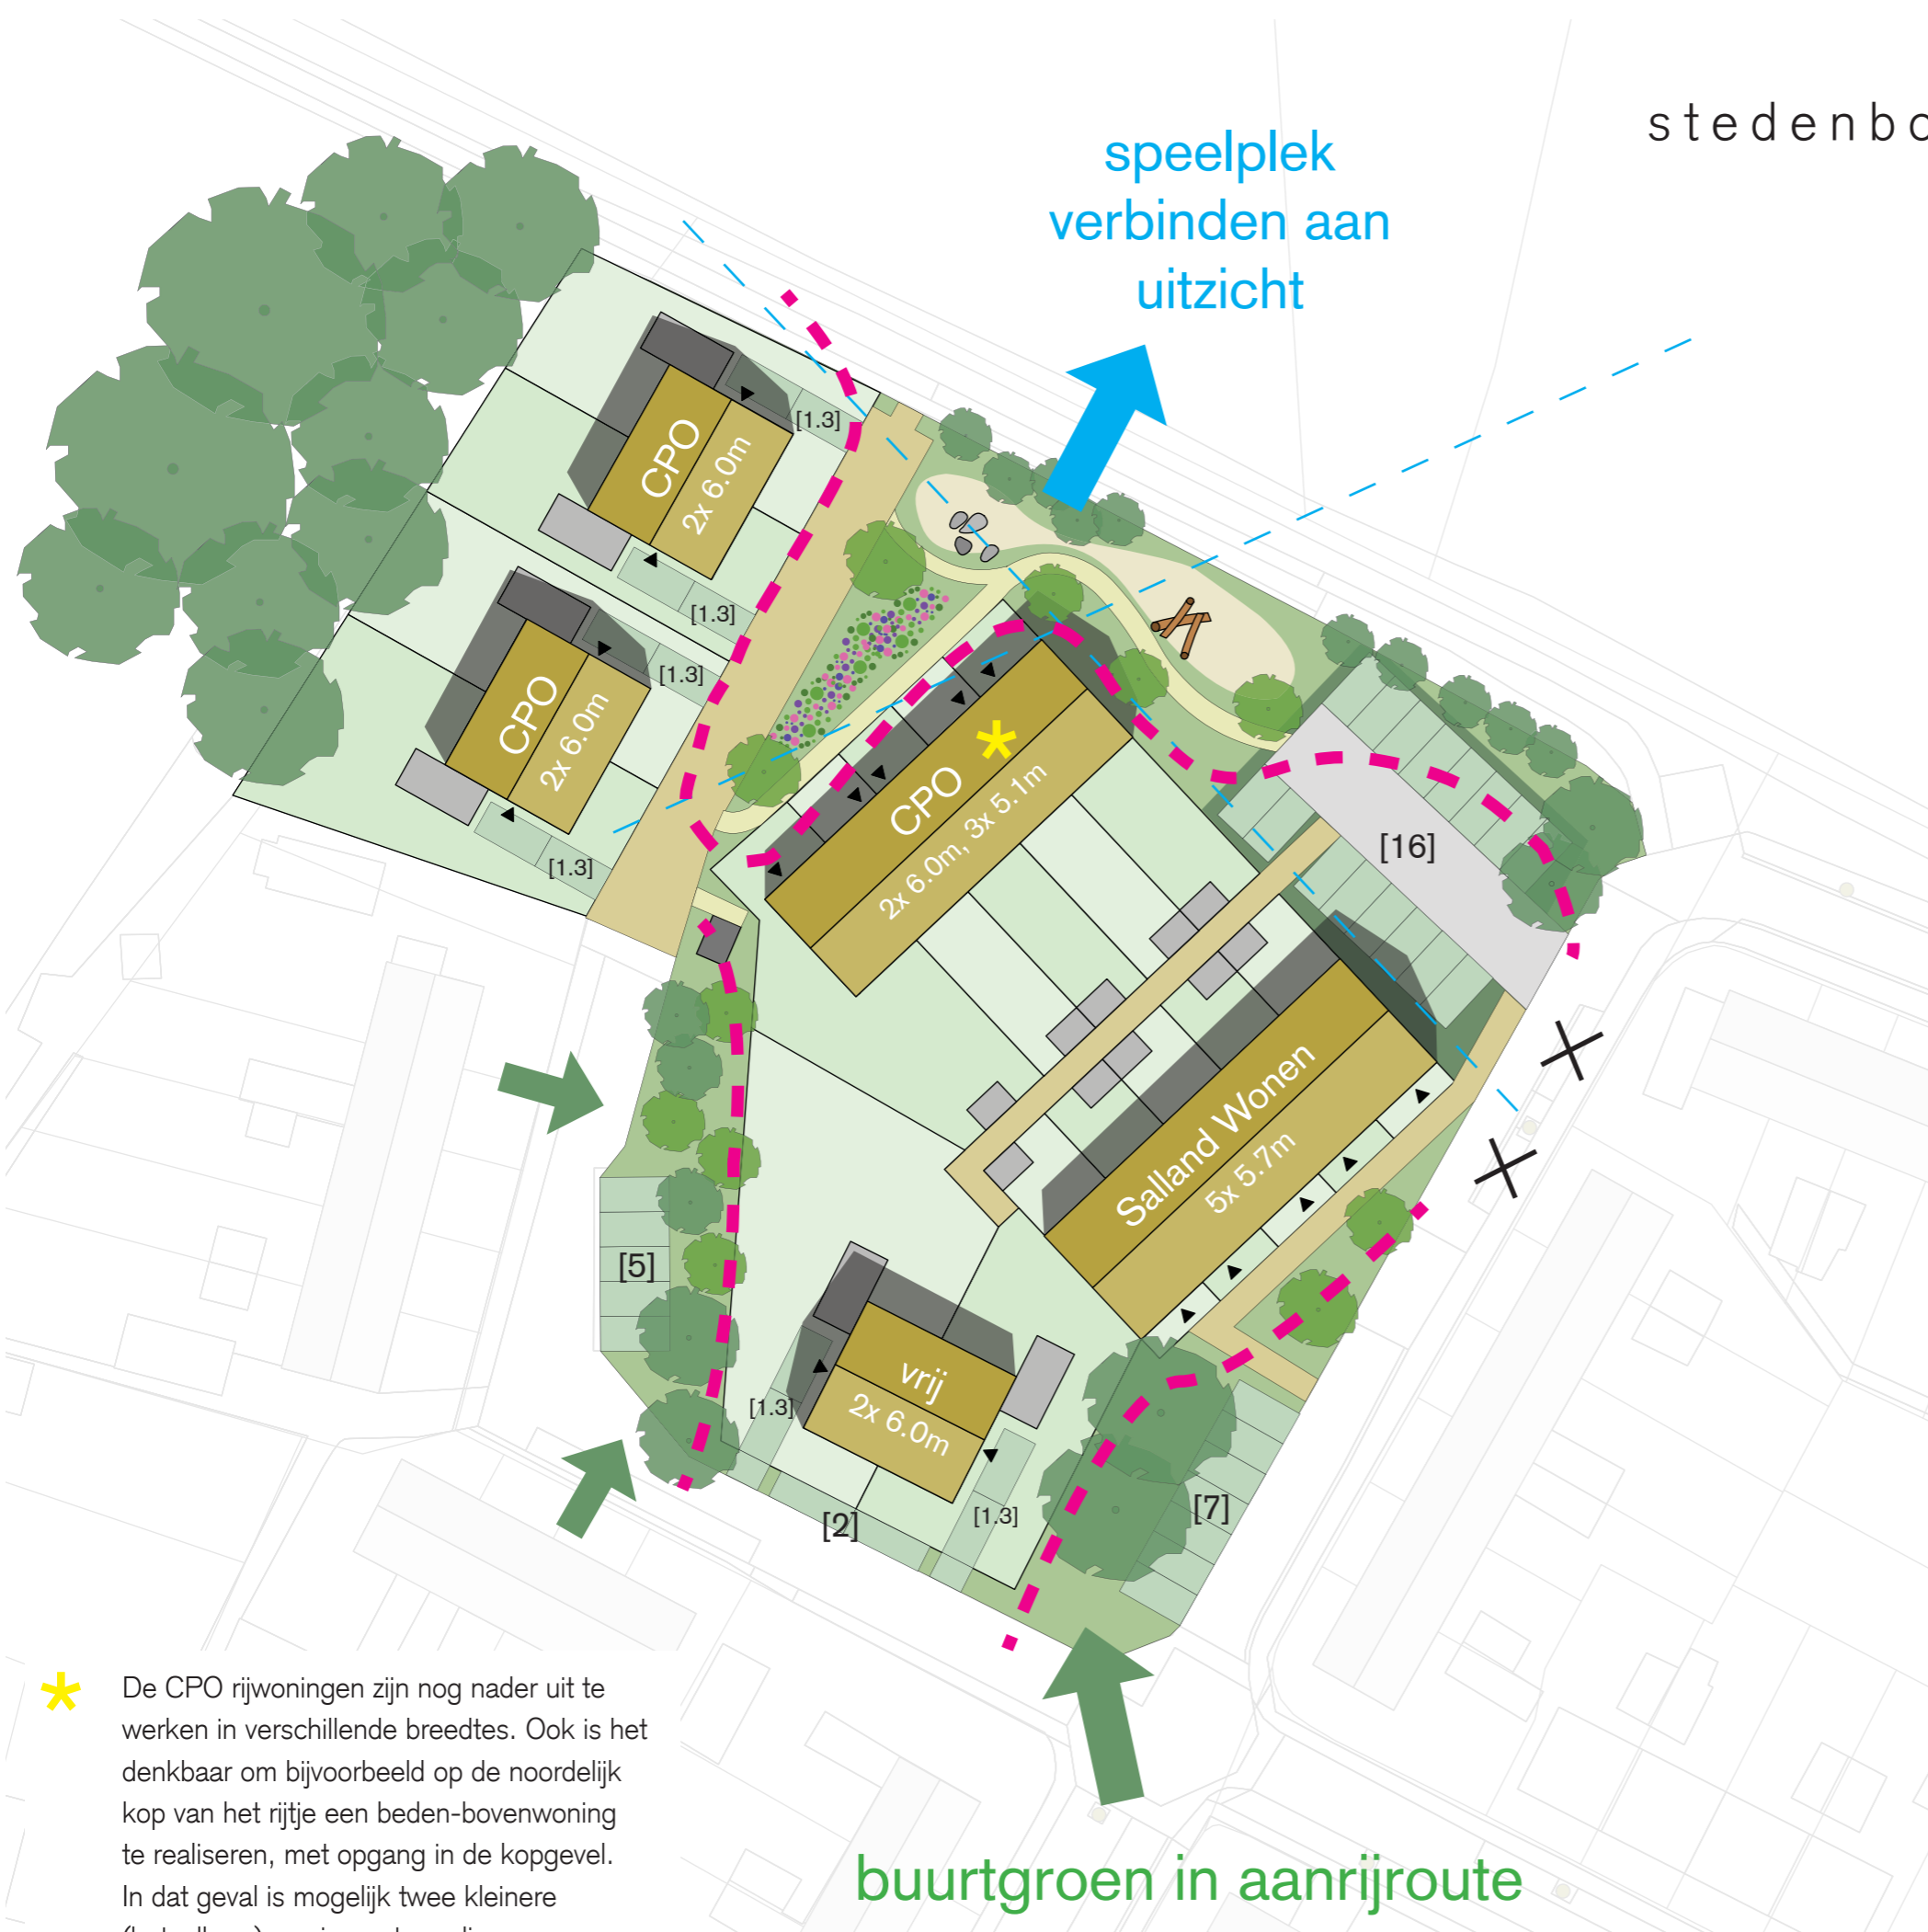 stedenbo
speelplek
verbinden aan
uitzicht
[1.3]
CPO
2x 6.0m
[1.3]
[1.3]
CPO
2x 6.0m
[1.3]
CPO
2x 6.0m, 3x 5.1m
[16]
Salland Wonen
5x 5.7m
[5]
vrij
2x 6.0m
[1.3]
[1.3]
[2]
[7]
* De CPO rijwoningen zijn nog nader uit te
werken in verschillende breedtes. Ook is het
denkbaar om bijvoorbeeld op de noordelijk
kop van het rijtje een beden-bovenwoning
te realiseren, met opgang in de kopgevel.
In dat geval is mogelijk twee kleinere
buurtgroen in aanrijroute